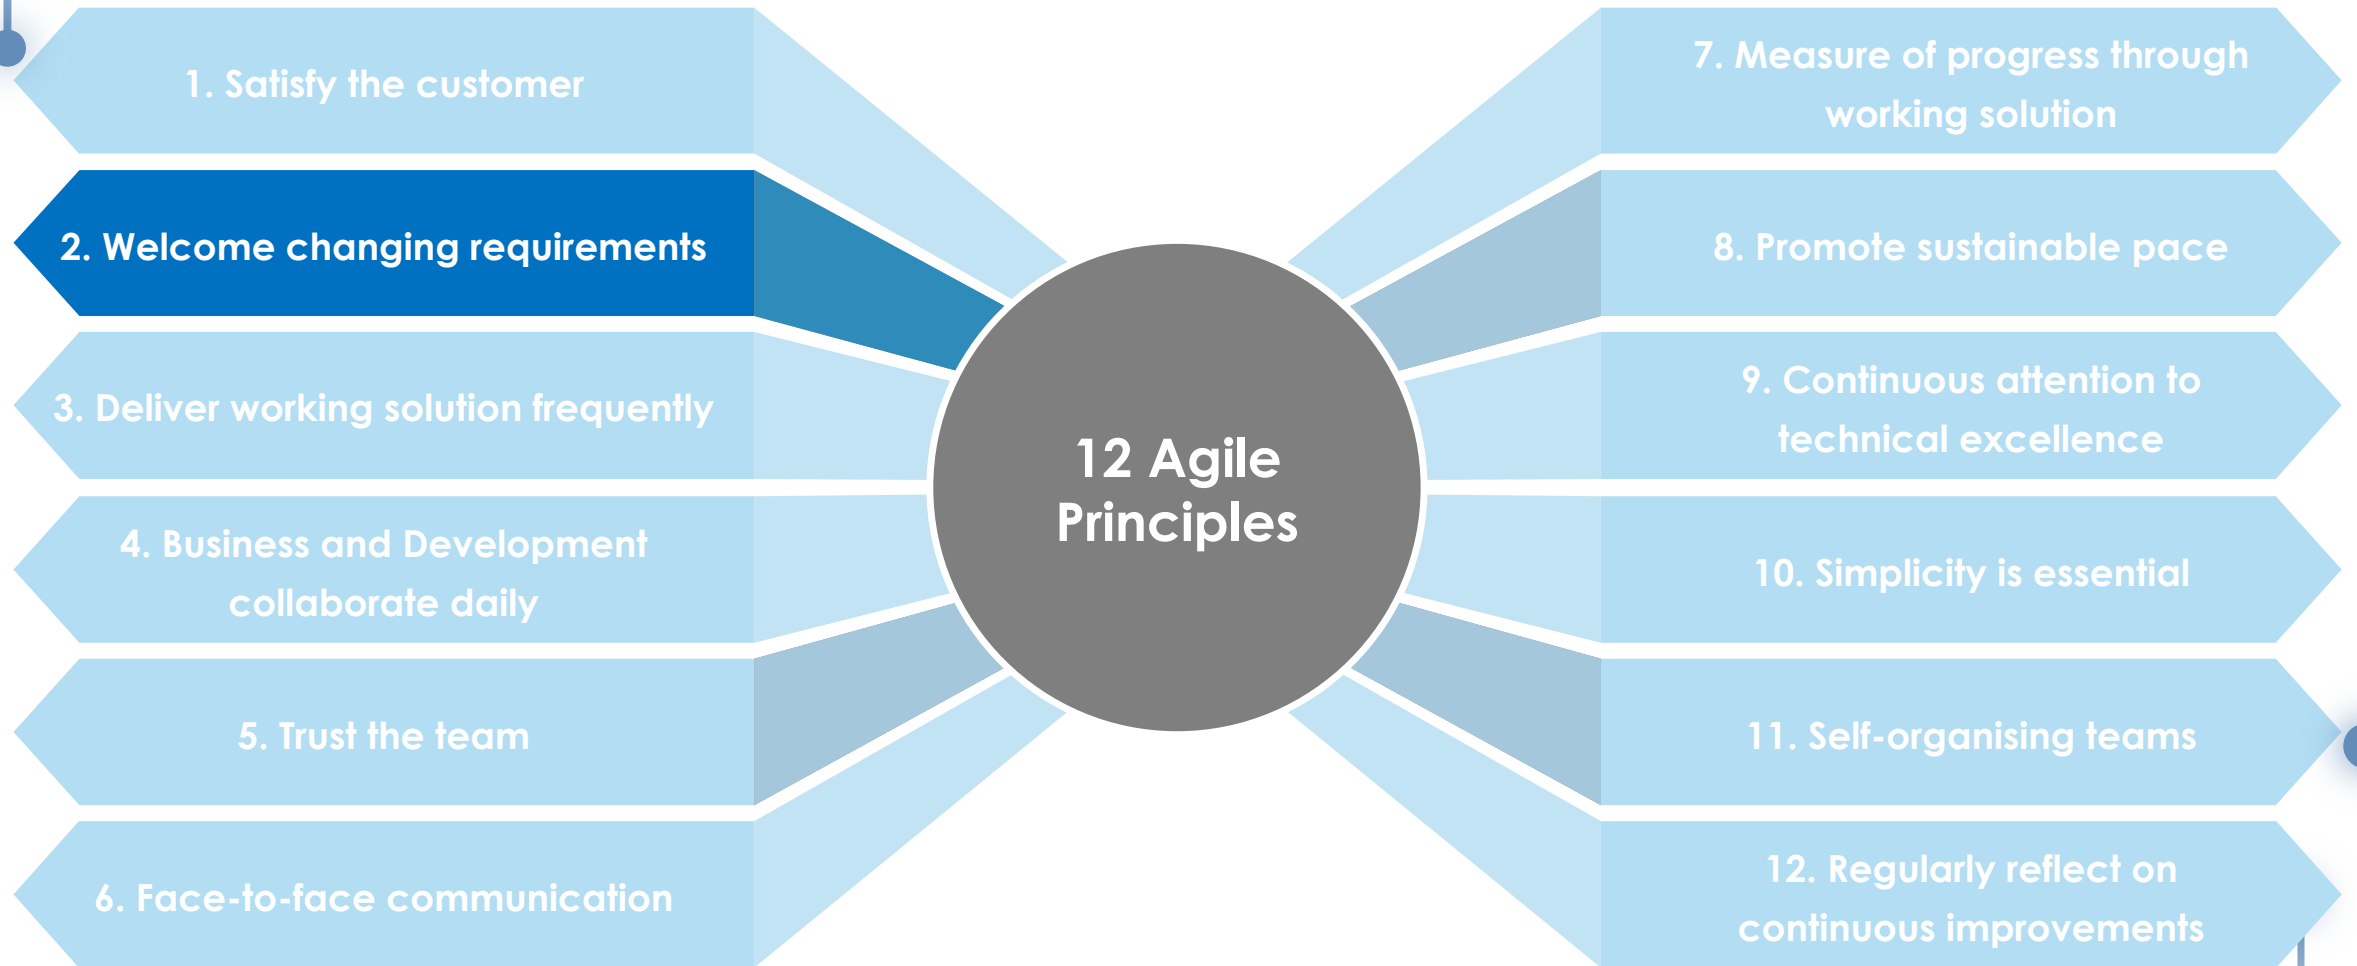 1. Satisfy the customer
2. Welcome changing requirements
3. Deliver working solution frequently
4. Business and Development
collaborate daily
5. Trust the team
6. Face-to-face communication
12 Agile
Principles
7. Measure of progress through
working solution
8. Promote sustainable pace
9. Continuous attention to
technical excellence
10. Simplicity is essential
11. Self-organising teams
12. Regularly reflect on
continuous improvements